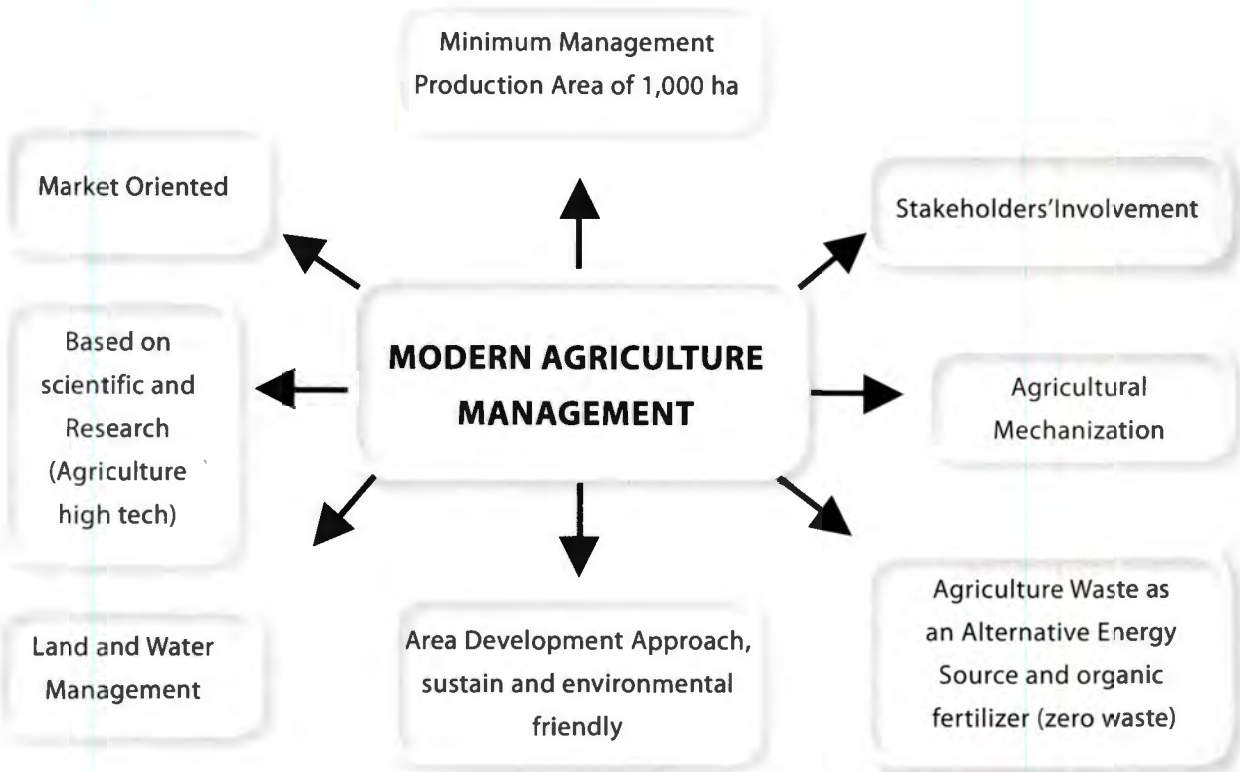 Minimum Management
Production Area of 1,000 ha
Market Oriented
Stakeholders'Involvement
Based on
scientific and
Research
(Agriculture
high tech)
MODERN AGRICULTURE
MANAGEMENT
Agricultural
Mechanization
Land and Water
Management
Area Development Approach,
sustain and environmental
friendly
Agriculture Waste as
an Alternative Energy
Source and organic
fertilizer (zero waste)